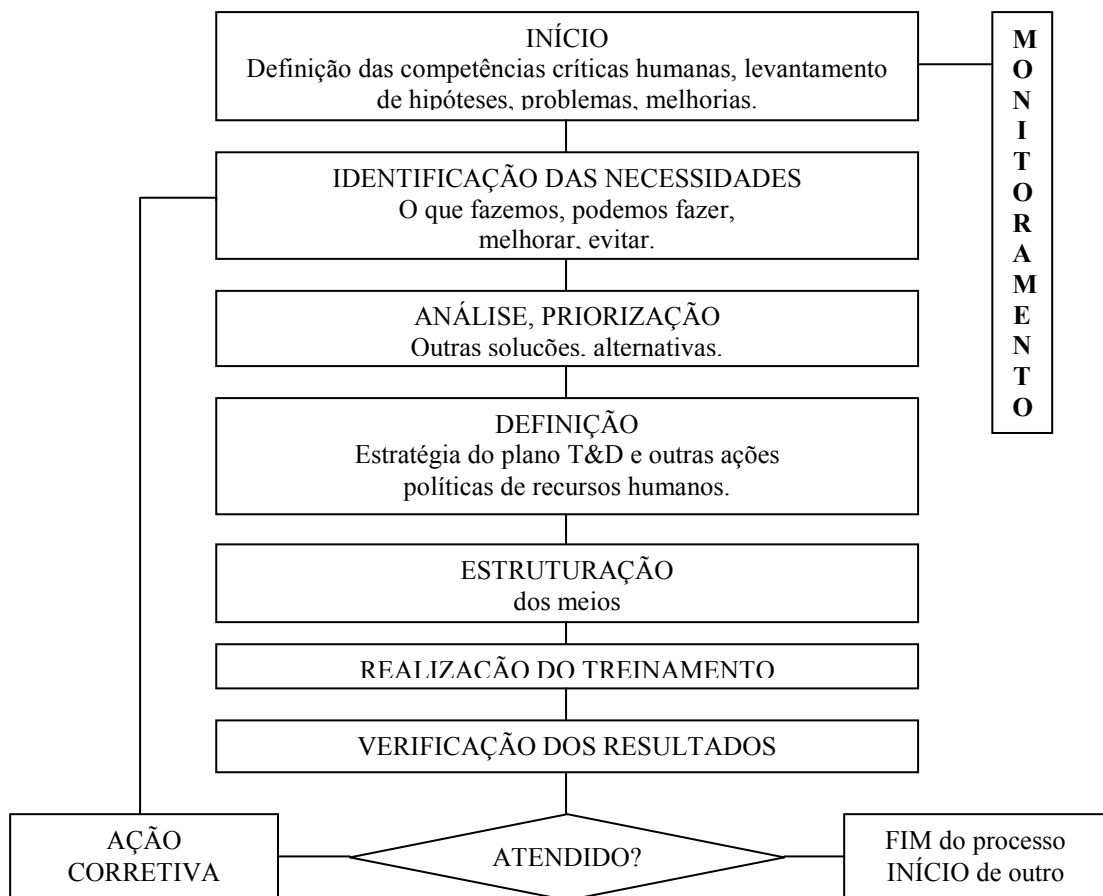 INÍCIO
Definição das competências críticas humanas, levantamento
de hipóteses, problemas, melhorias.
MONITORAMENTO
IDENTIFICAÇÃO DAS NECESSIDADES
O que fazemos, podemos fazer,
melhorar, evitar.
ANÁLISE, PRIORIZAÇÃO
Outras soluções, alternativas.
DEFINIÇÃO
Estratégia do plano T&D e outras ações
políticas de recursos humanos.
ESTRUTURAÇÃO
dos meios
REALIZAÇÃO DO TREINAMENTO
VERIFICAÇÃO DOS RESULTADOS
AÇÃO
CORRETIVA
ATENDIDO?
FIM do processo
INÍCIO de outro